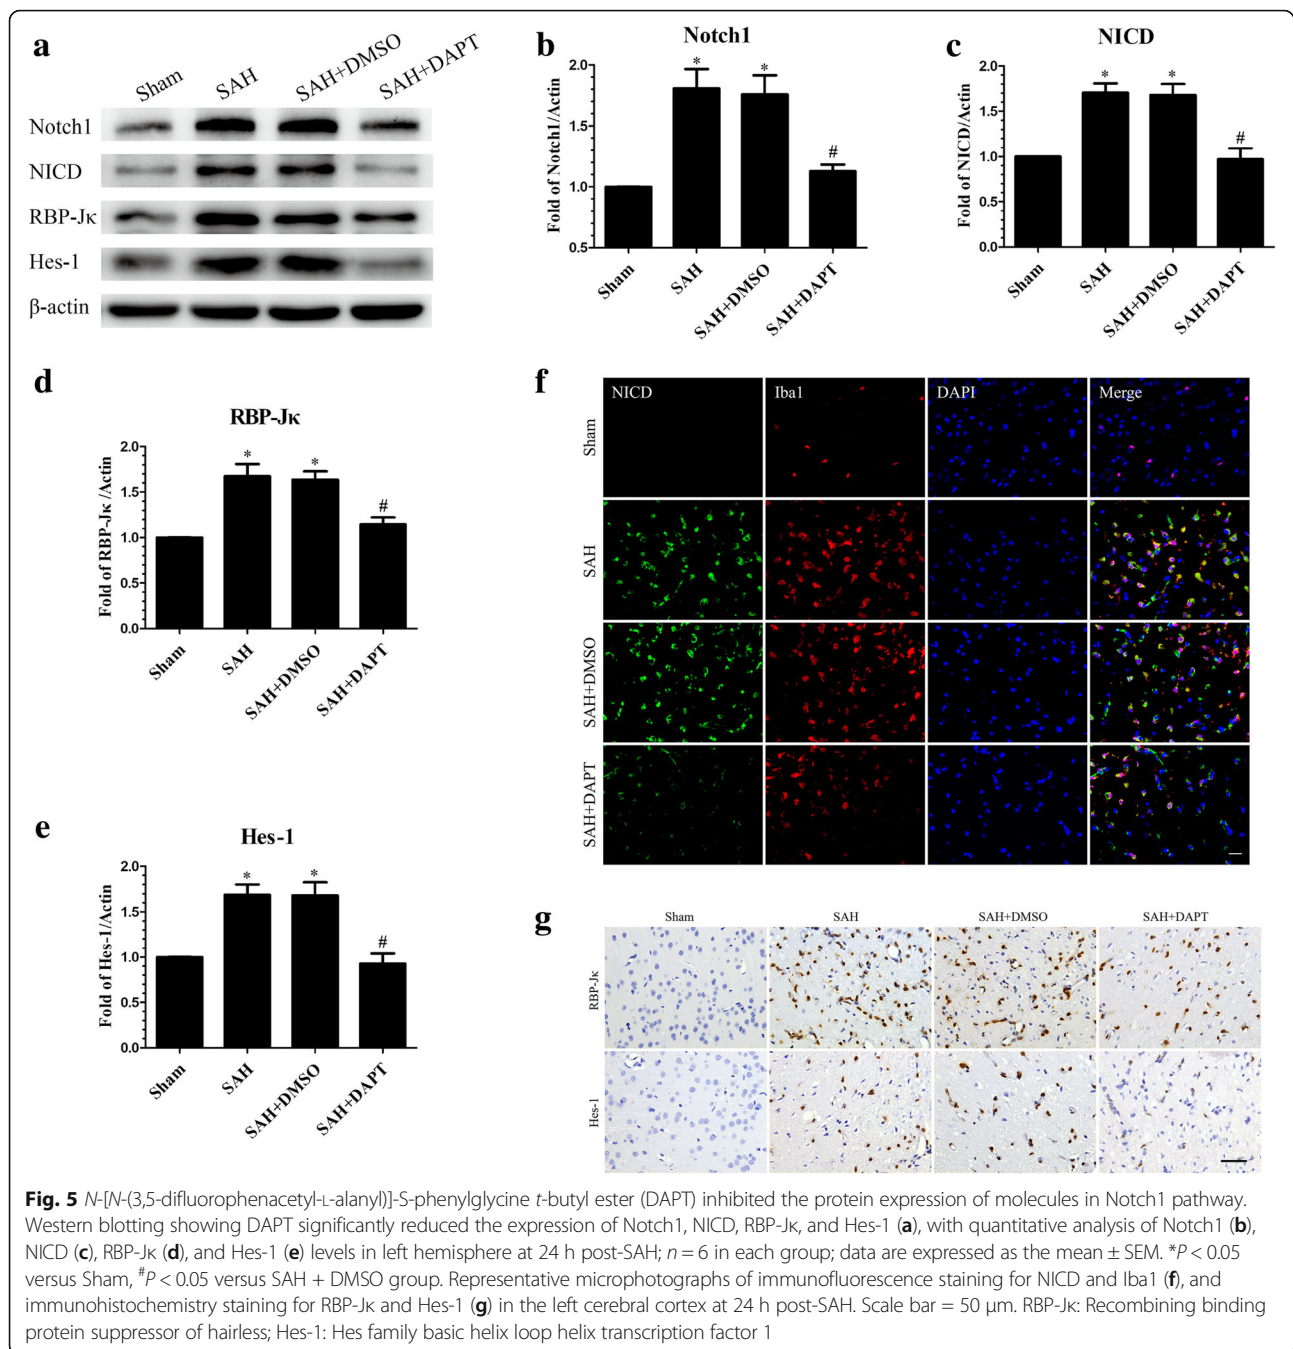 a
Sham
SAH
SAH+DMSO
SAH+DAPT
Notch1
NICD
RBP-Jκ
Hes-1
β-actin
b
Notch1
Fold of Notch1/Actin
2.0
1.5
1.0
0.5
*
*
#
Sham
SAH
SAH+DMSO
SAH+DAPT
c
NICD
Fold of NICD/Actin
2.0
1.5
1.0
0.5
0.0
*
*
#
Sham
SAH
SAH+DMSO
SAH+DAPT
d
RBP-Jκ
Fold of RBP-Jκ /Actin
2.0
1.5
1.0
0.5
0.0
*
*
#
Sham
SAH
SAH+DMSO
SAH+DAPT
e
Hes-1
Fold of Hes-1/Actin
2.0
1.5
1.0
0.5
0.0
*
*
#
Sham
SAH
SAH+DMSO
SAH+DAPT
f
NICD
Iba1
DAPI
Merge
Sham
SAH
SAH+DMSO
SAH+DAPT
g
Sham
SAH
SAH+DMSO
SAH+DAPT
RBP-Jκ
Hes-1
Fig. 5 N-[N-(3,5-difluorophenacetyl-L-alanyl)]-S-phenylglycine t-butyl ester (DAPT) inhibited the protein expression of molecules in Notch1 pathway.
Western blotting showing DAPT significantly reduced the expression of Notch1, NICD, RBP-Jκ, and Hes-1 (a), with quantitative analysis of Notch1 (b),
NICD (c), RBP-Jκ (d), and Hes-1 (e) levels in left hemisphere at 24 h post-SAH; n = 6 in each group; data are expressed as the mean ± SEM. *P < 0.05
versus Sham, #P < 0.05 versus SAH + DMSO group. Representative microphotographs of immunofluorescence staining for NICD and Iba1 (f), and
immunohistochemistry staining for RBP-Jκ and Hes-1 (g) in the left cerebral cortex at 24 h post-SAH. Scale bar = 50 μm. RBP-Jκ: Recombining binding
protein suppressor of hairless; Hes-1: Hes family basic helix loop helix transcription factor 1